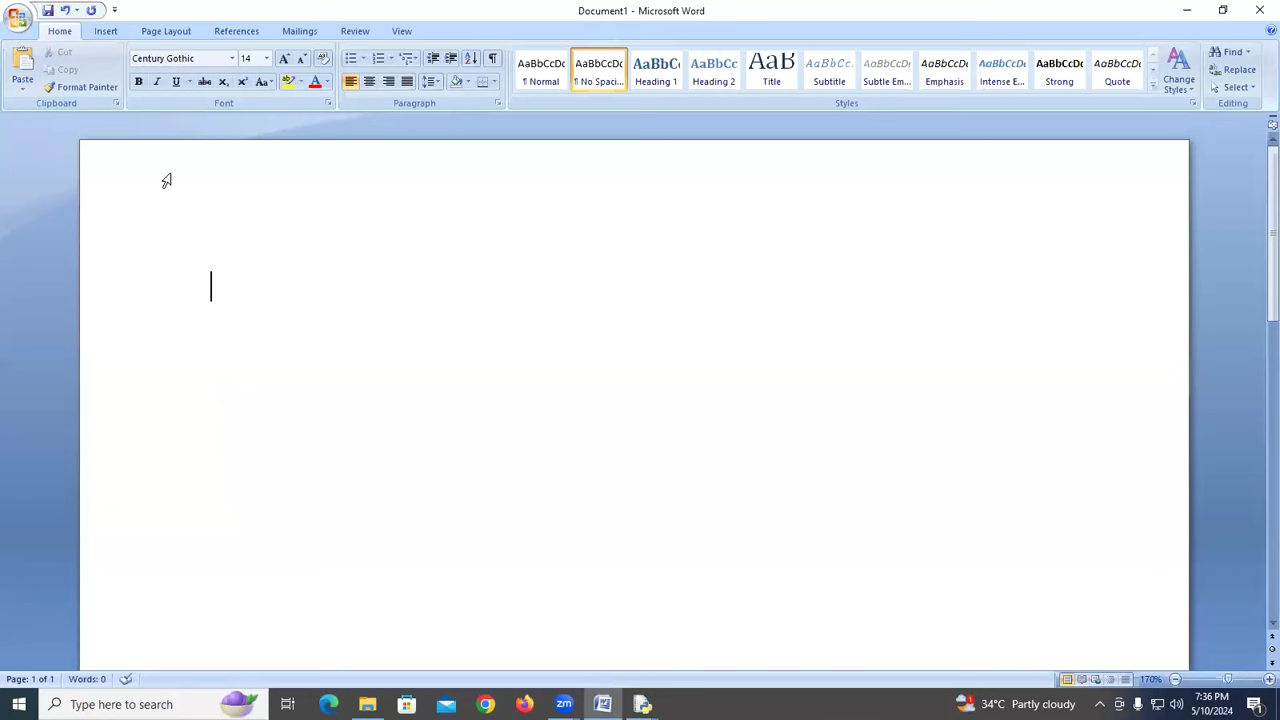 Document1 - Microsoft Word
Home Insert Page Layout References Mailings Review View
Paste
Cut
Copy
Format Painter
Clipboard
Century Gothic 14
Font
Paragraph
AaBbCcDc AaBbCcDc AaBbC AaBbCc AaB AaBbCc. AaBbCcDc AaBbCcDc AaBbCcDc AaBbCcDc AaBbCcDc
¶ Normal ¶ No Spaci... Heading 1 Heading 2 Title Subtitle Subtle Em... Emphasis Intense E... Strong Quote
Change Styles
Styles
Find
Replace
Select
Editing
Page: 1 of 1 Words: 0
170%
Type here to search
zm
34°C Partly cloudy
7:36 PM
5/10/2024
1